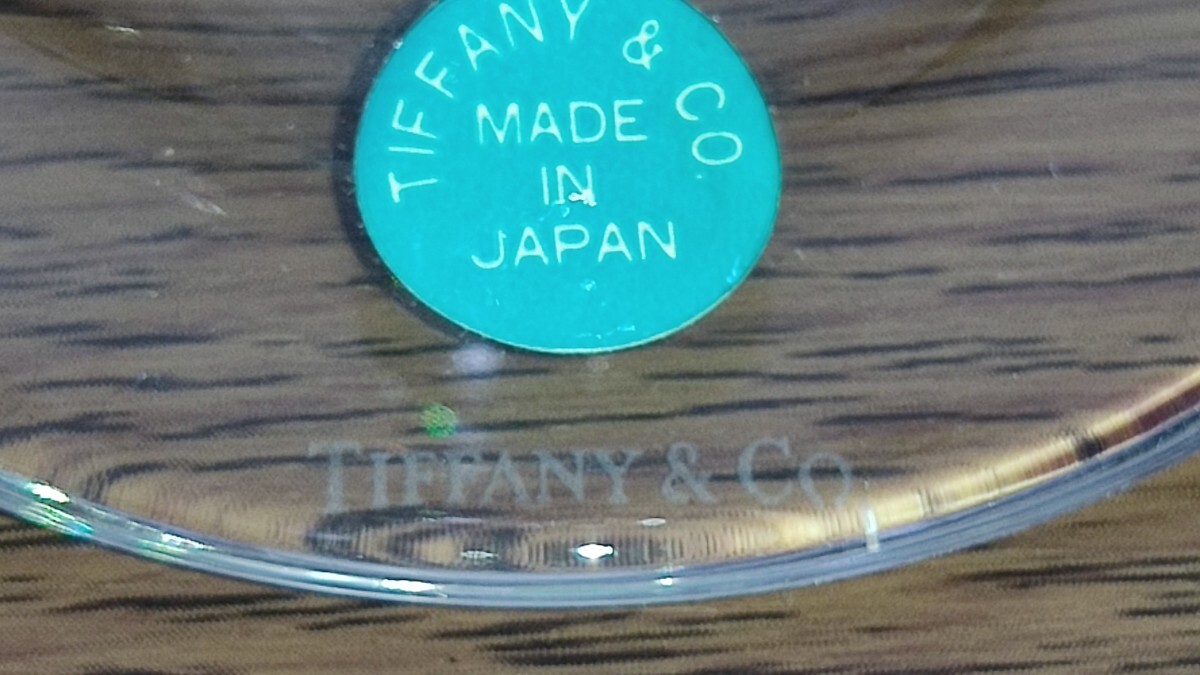 TIFFANY & CO
MADE
IN
JAPAN
TIFFANY & CO.